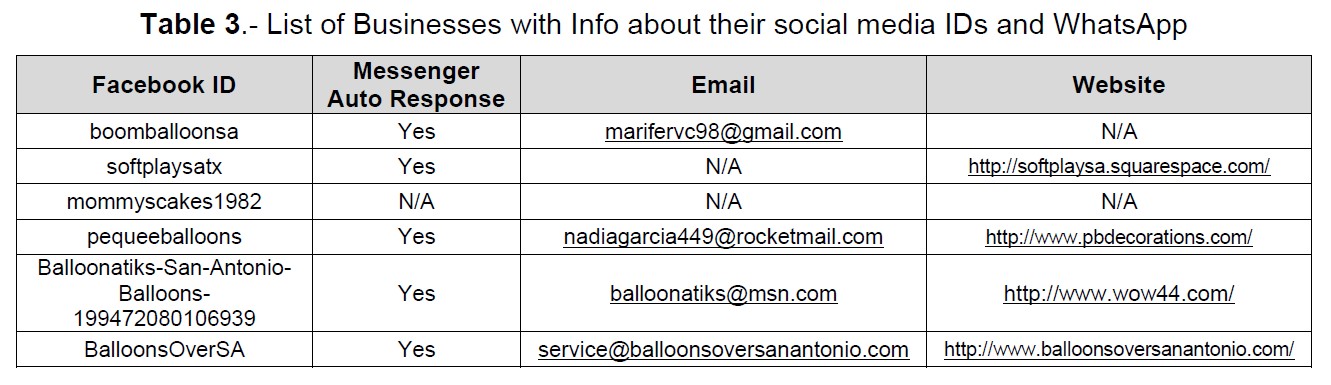 Table 3.- List of Businesses with Info about their social media IDs and WhatsApp
Facebook ID Messenger Auto Response Email Website
boomballoonsa Yes marifervc98@gmail.com N/A
softplaysatx Yes N/A http://softplaysa.squarespace.com/
mommyscakes1982 N/A N/A N/A
pequeeballoons Yes nadiagarcia449@rocketmail.com http://www.pbdecorations.com/
Balloonatiks-San-Antonio-
Balloons-
199472080106939 Yes balloonatiks@msn.com http://www.wow44.com/
BalloonsOverSA Yes service@balloonsoversanantonio.com http://www.balloonsoversanantonio.com/